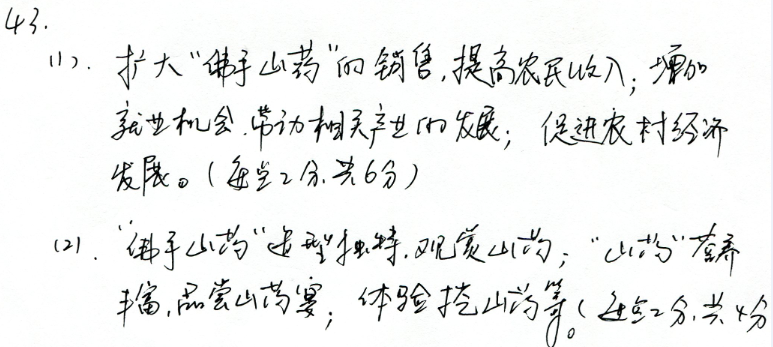 43.
(1). 扩大“佛手山药”的销售,提高农民收入; 增加
就业机会,带动相关产业的发展; 促进农村经济
发展。(每点2分,共6分)
(2). “佛手山药”造型独特,观赏山药; “山药”营养
丰富,品尝山药宴; 体验挖山药等。(每点2分,共4分